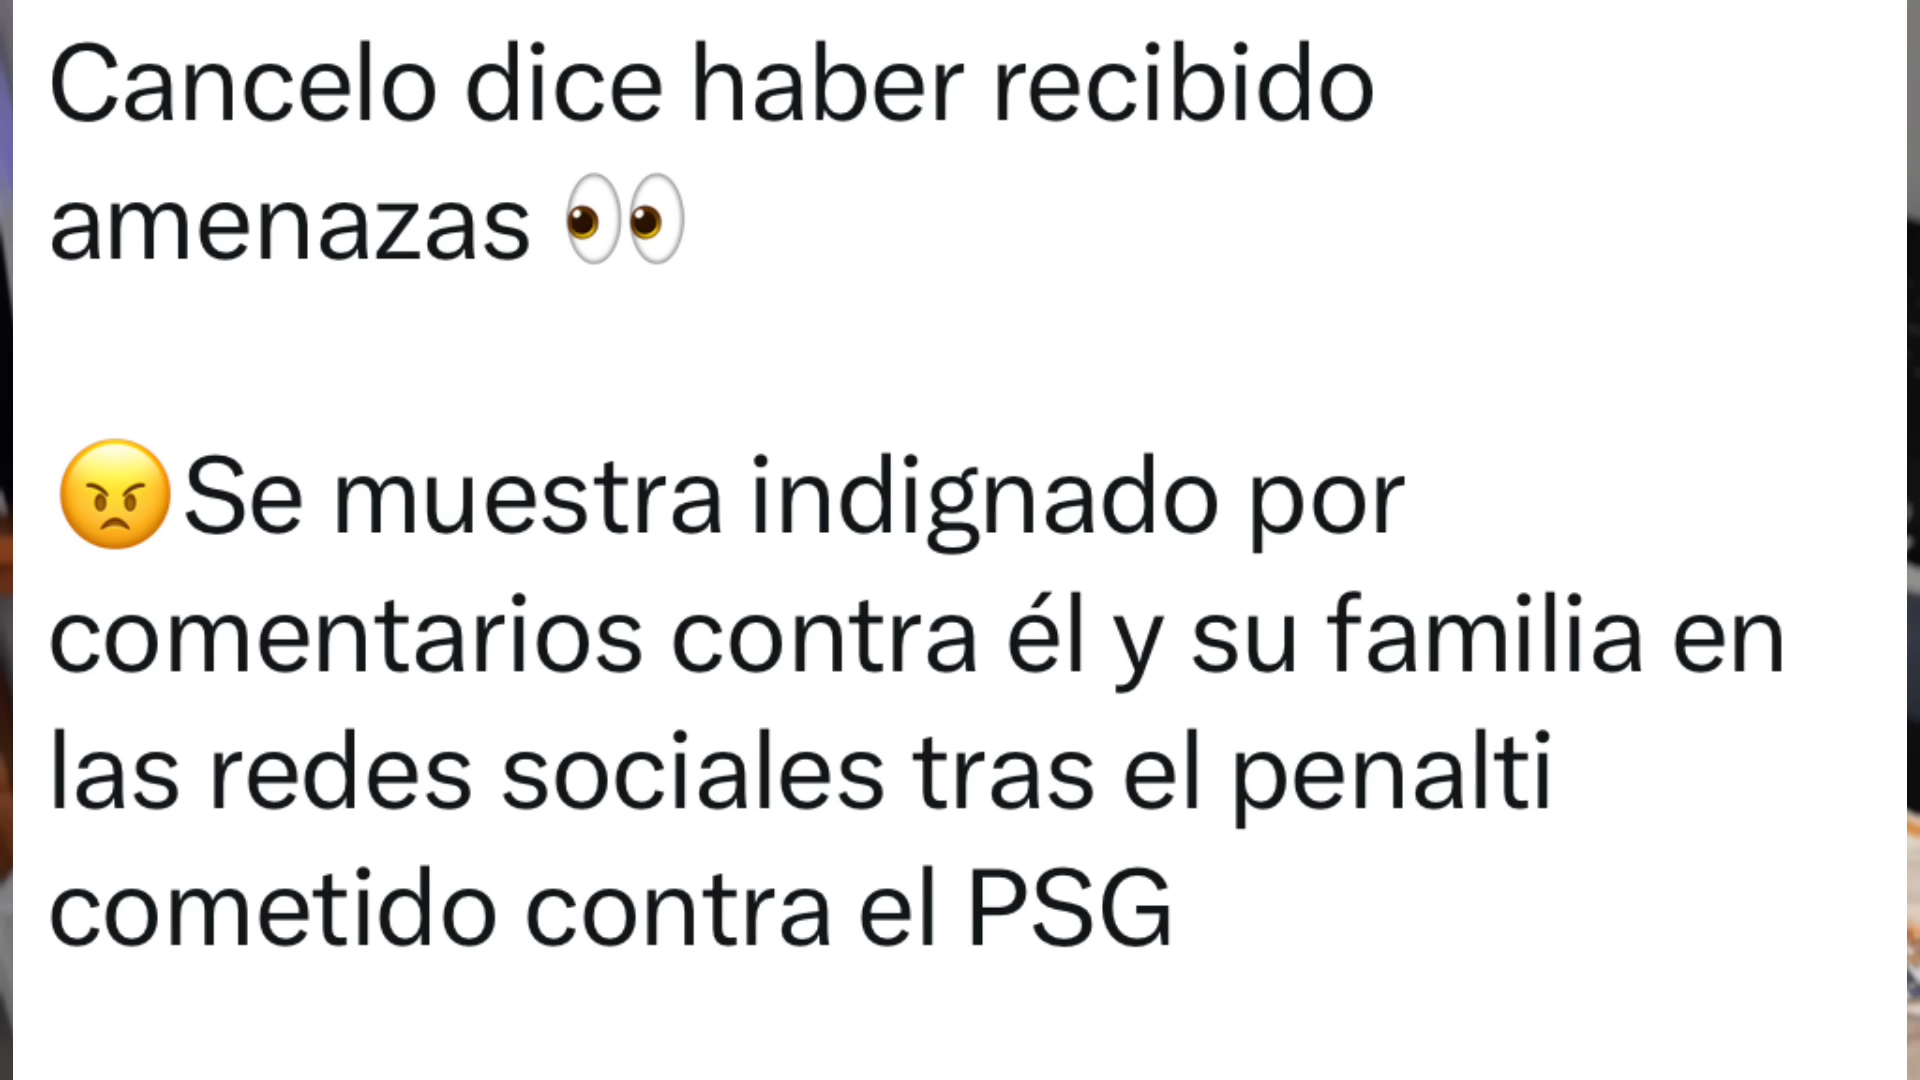 Cancelo dice haber recibido
amenazas 👀
😠Se muestra indignado por
comentarios contra él y su familia en
las redes sociales tras el penalti
cometido contra el PSG